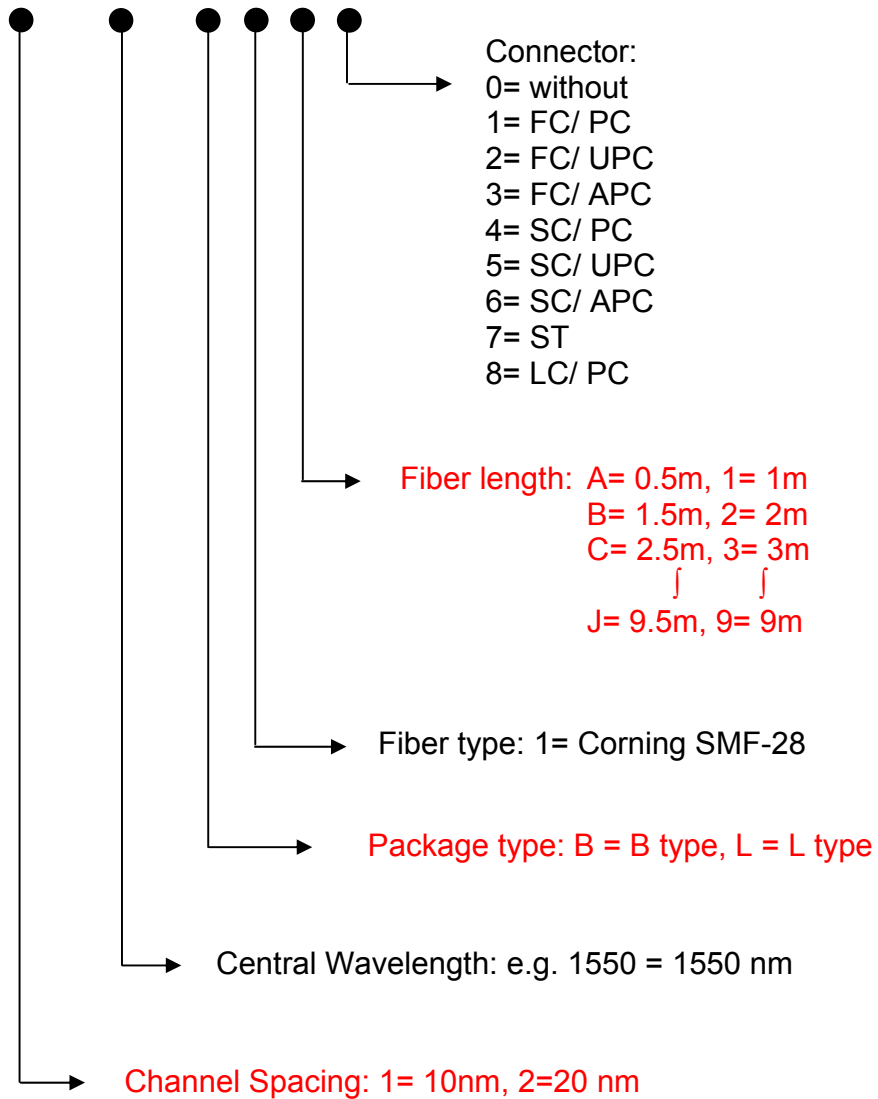 Connector:
0= without
1= FC/ PC
2= FC/ UPC
3= FC/ APC
4= SC/ PC
5= SC/ UPC
6= SC/ APC
7= ST
8= LC/ PC
Fiber length: A= 0.5m, 1= 1m
B= 1.5m, 2= 2m
C= 2.5m, 3= 3m
∫ ∫
J= 9.5m, 9= 9m
Fiber type: 1= Corning SMF-28
Package type: B = B type, L = L type
Central Wavelength: e.g. 1550 = 1550 nm
Channel Spacing: 1= 10nm, 2=20 nm